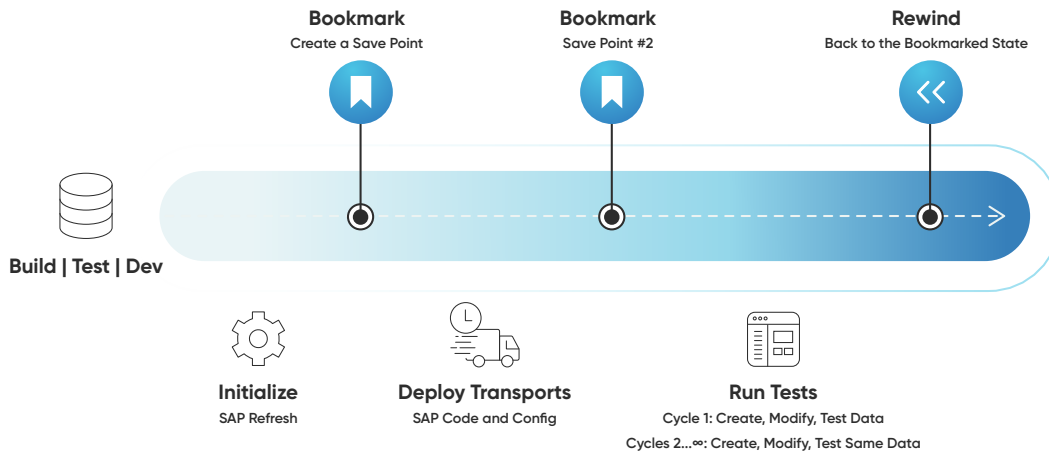 Bookmark
Create a Save Point
Bookmark
Save Point #2
Rewind
Back to the Bookmarked State
Build | Test | Dev
Initialize
SAP Refresh
Deploy Transports
SAP Code and Config
Run Tests
Cycle 1: Create, Modify, Test Data
Cycles 2...∞: Create, Modify, Test Same Data